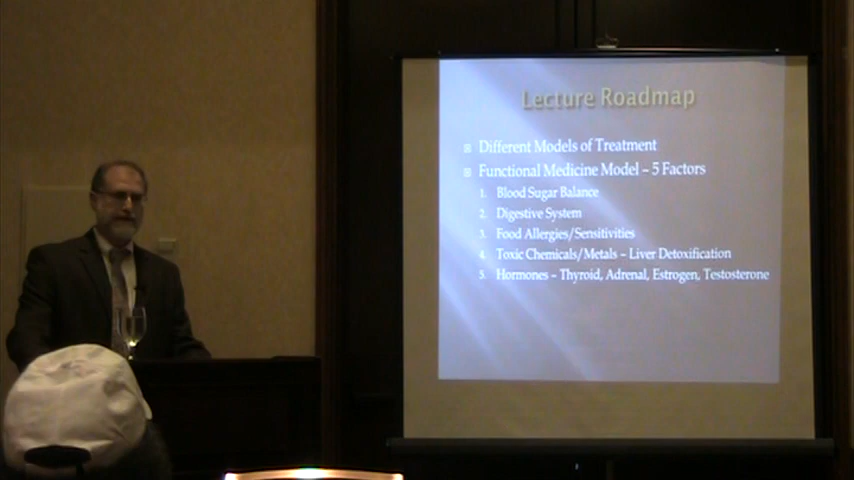 Lecture Roadmap
Different Models of Treatment
Functional Medicine Model – 5 Factors
1. Blood Sugar Balance
2. Digestive System
3. Food Allergies/Sensitivities
4. Toxic Chemicals/Metals – Liver Detoxification
5. Hormones – Thyroid, Adrenal, Estrogen, Testosterone